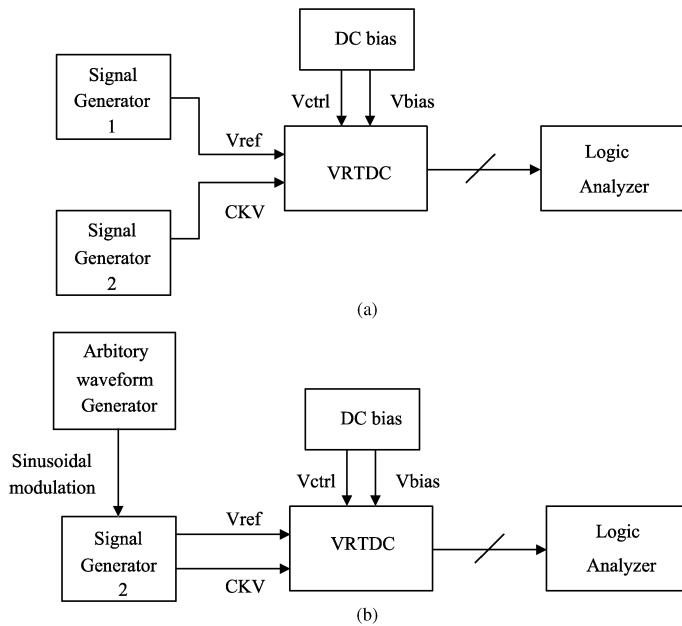 DC bias
Signal
Generator
1
Vctrl
Vbias
Vref
VRTDC
Logic
Analyzer
CKV
Signal
Generator
2
(a)
Arbitory
waveform
Generator
DC bias
Sinusoidal
modulation
Vctrl
Vbias
Signal
Generator
2
Vref
VRTDC
CKV
Logic
Analyzer
(b)